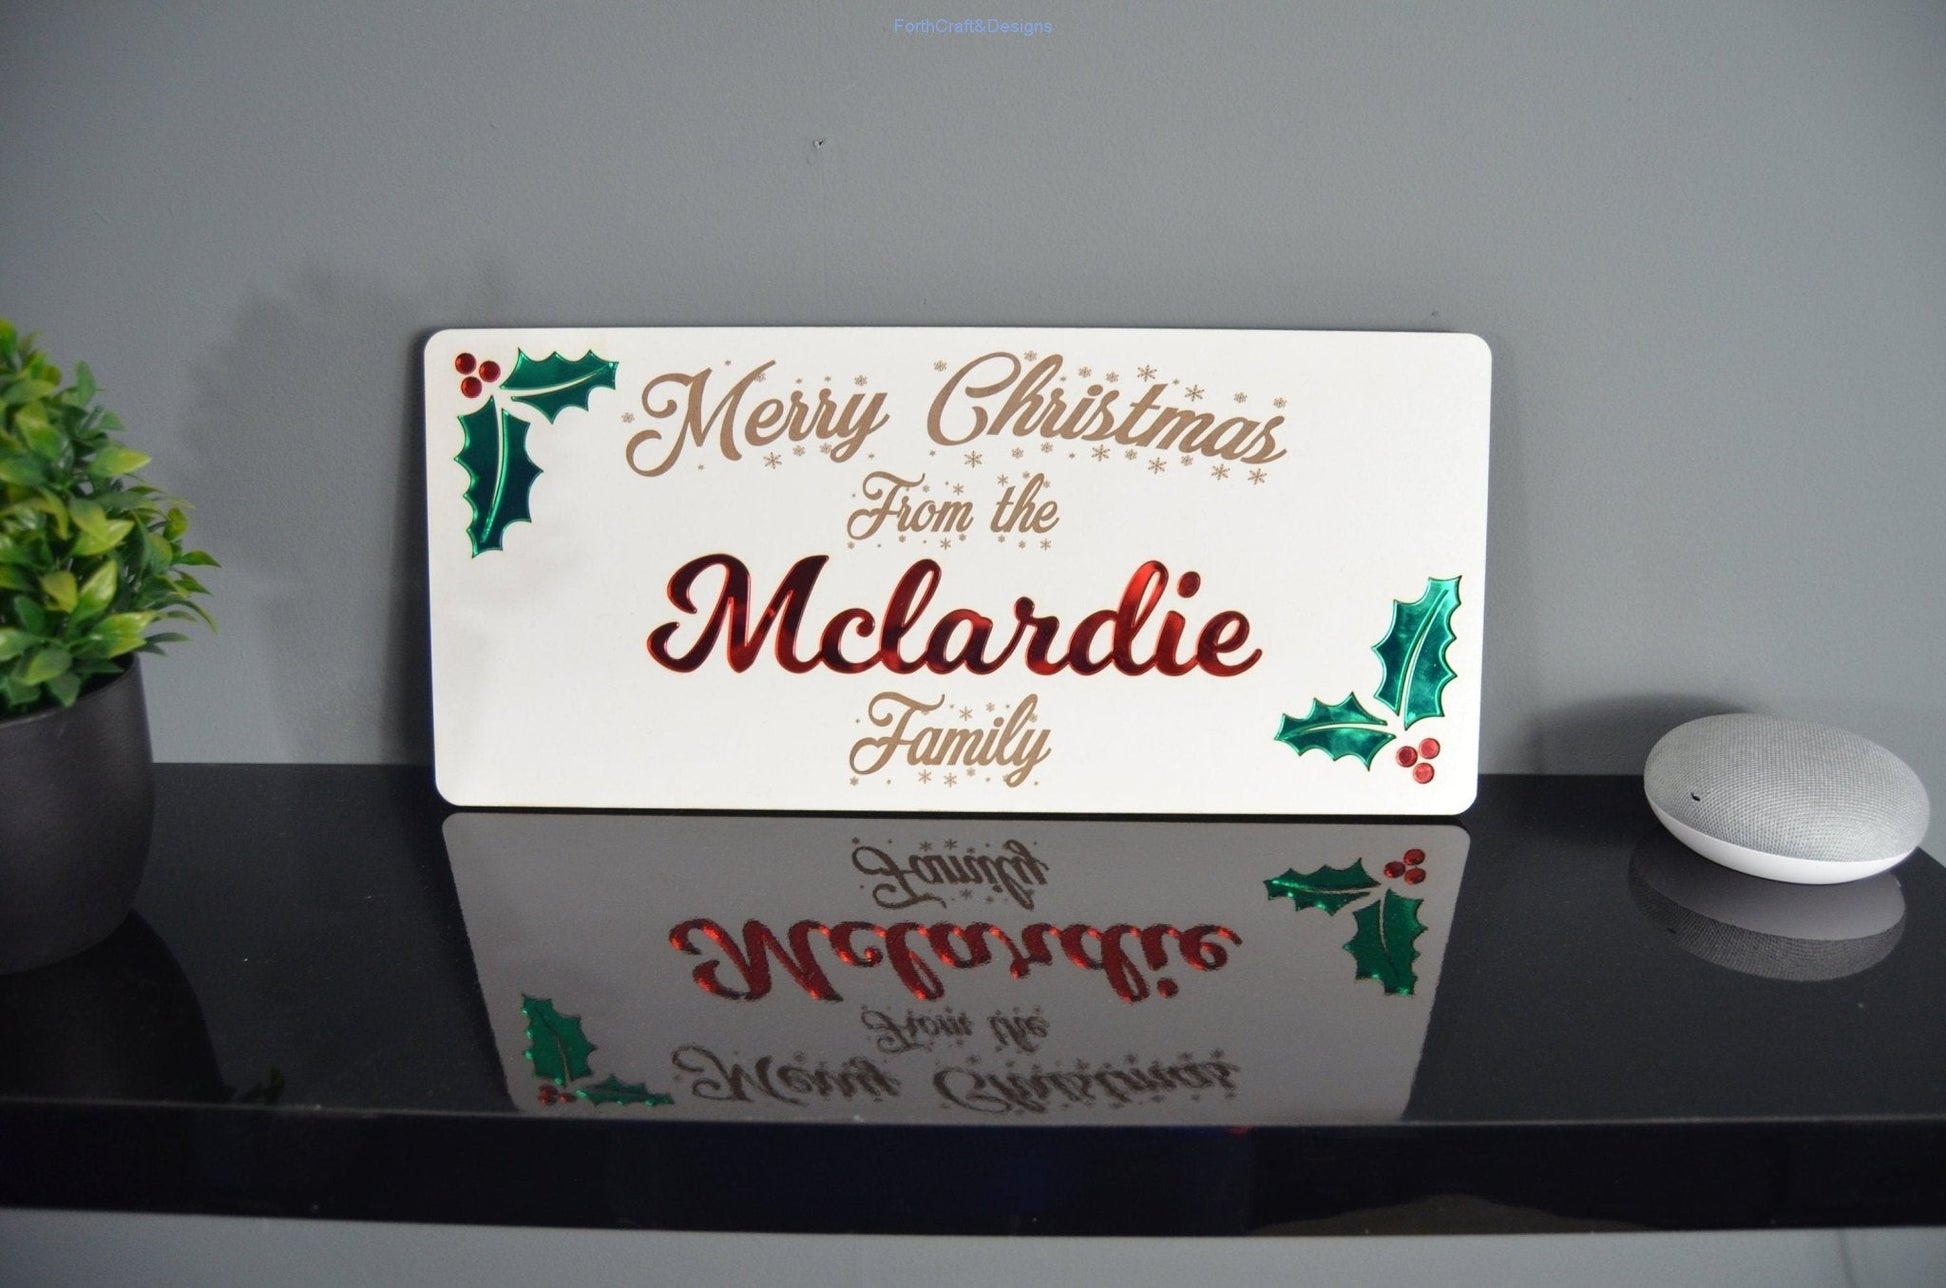 ForthCraft&Designs
Merry Christmas
From the
Mclardie
Family